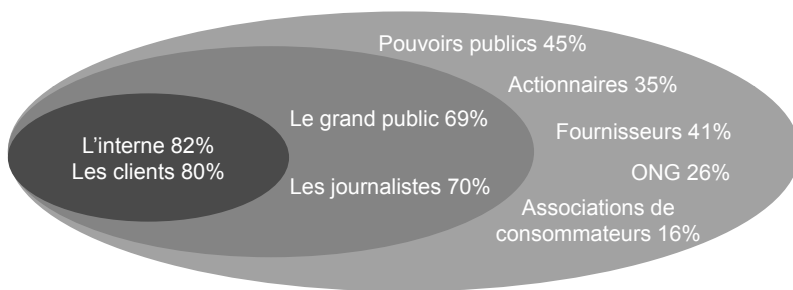 Pouvoirs publics 45%
Actionnaires 35%
Le grand public 69%
L’interne 82%
Fournisseurs 41%
Les clients 80%
ONG 26%
Les journalistes 70%
Associations de
consommateurs 16%